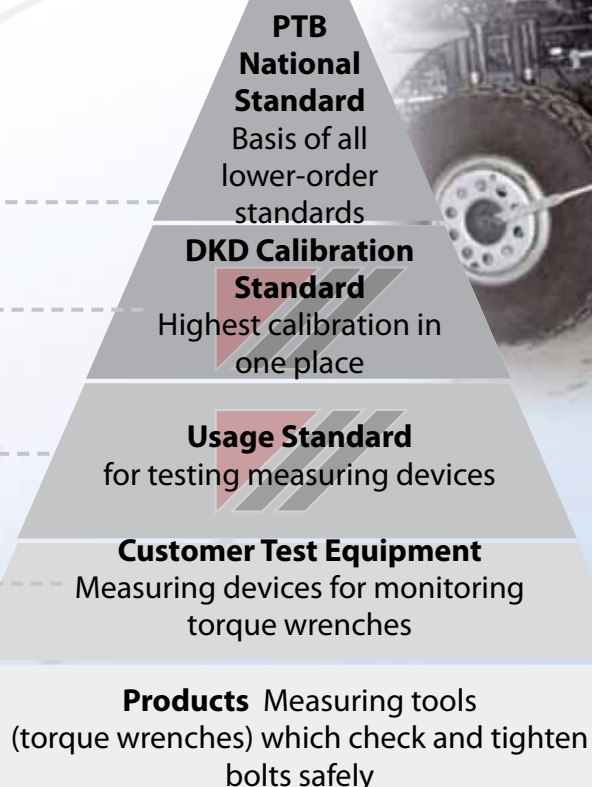 PTB
National
Standard
Basis of all
lower-order
standards
DKD Calibration
Standard
Highest calibration in
one place
Usage Standard
for testing measuring devices
Customer Test Equipment
Measuring devices for monitoring
torque wrenches
Products Measuring tools
(torque wrenches) which check and tighten
bolts safely